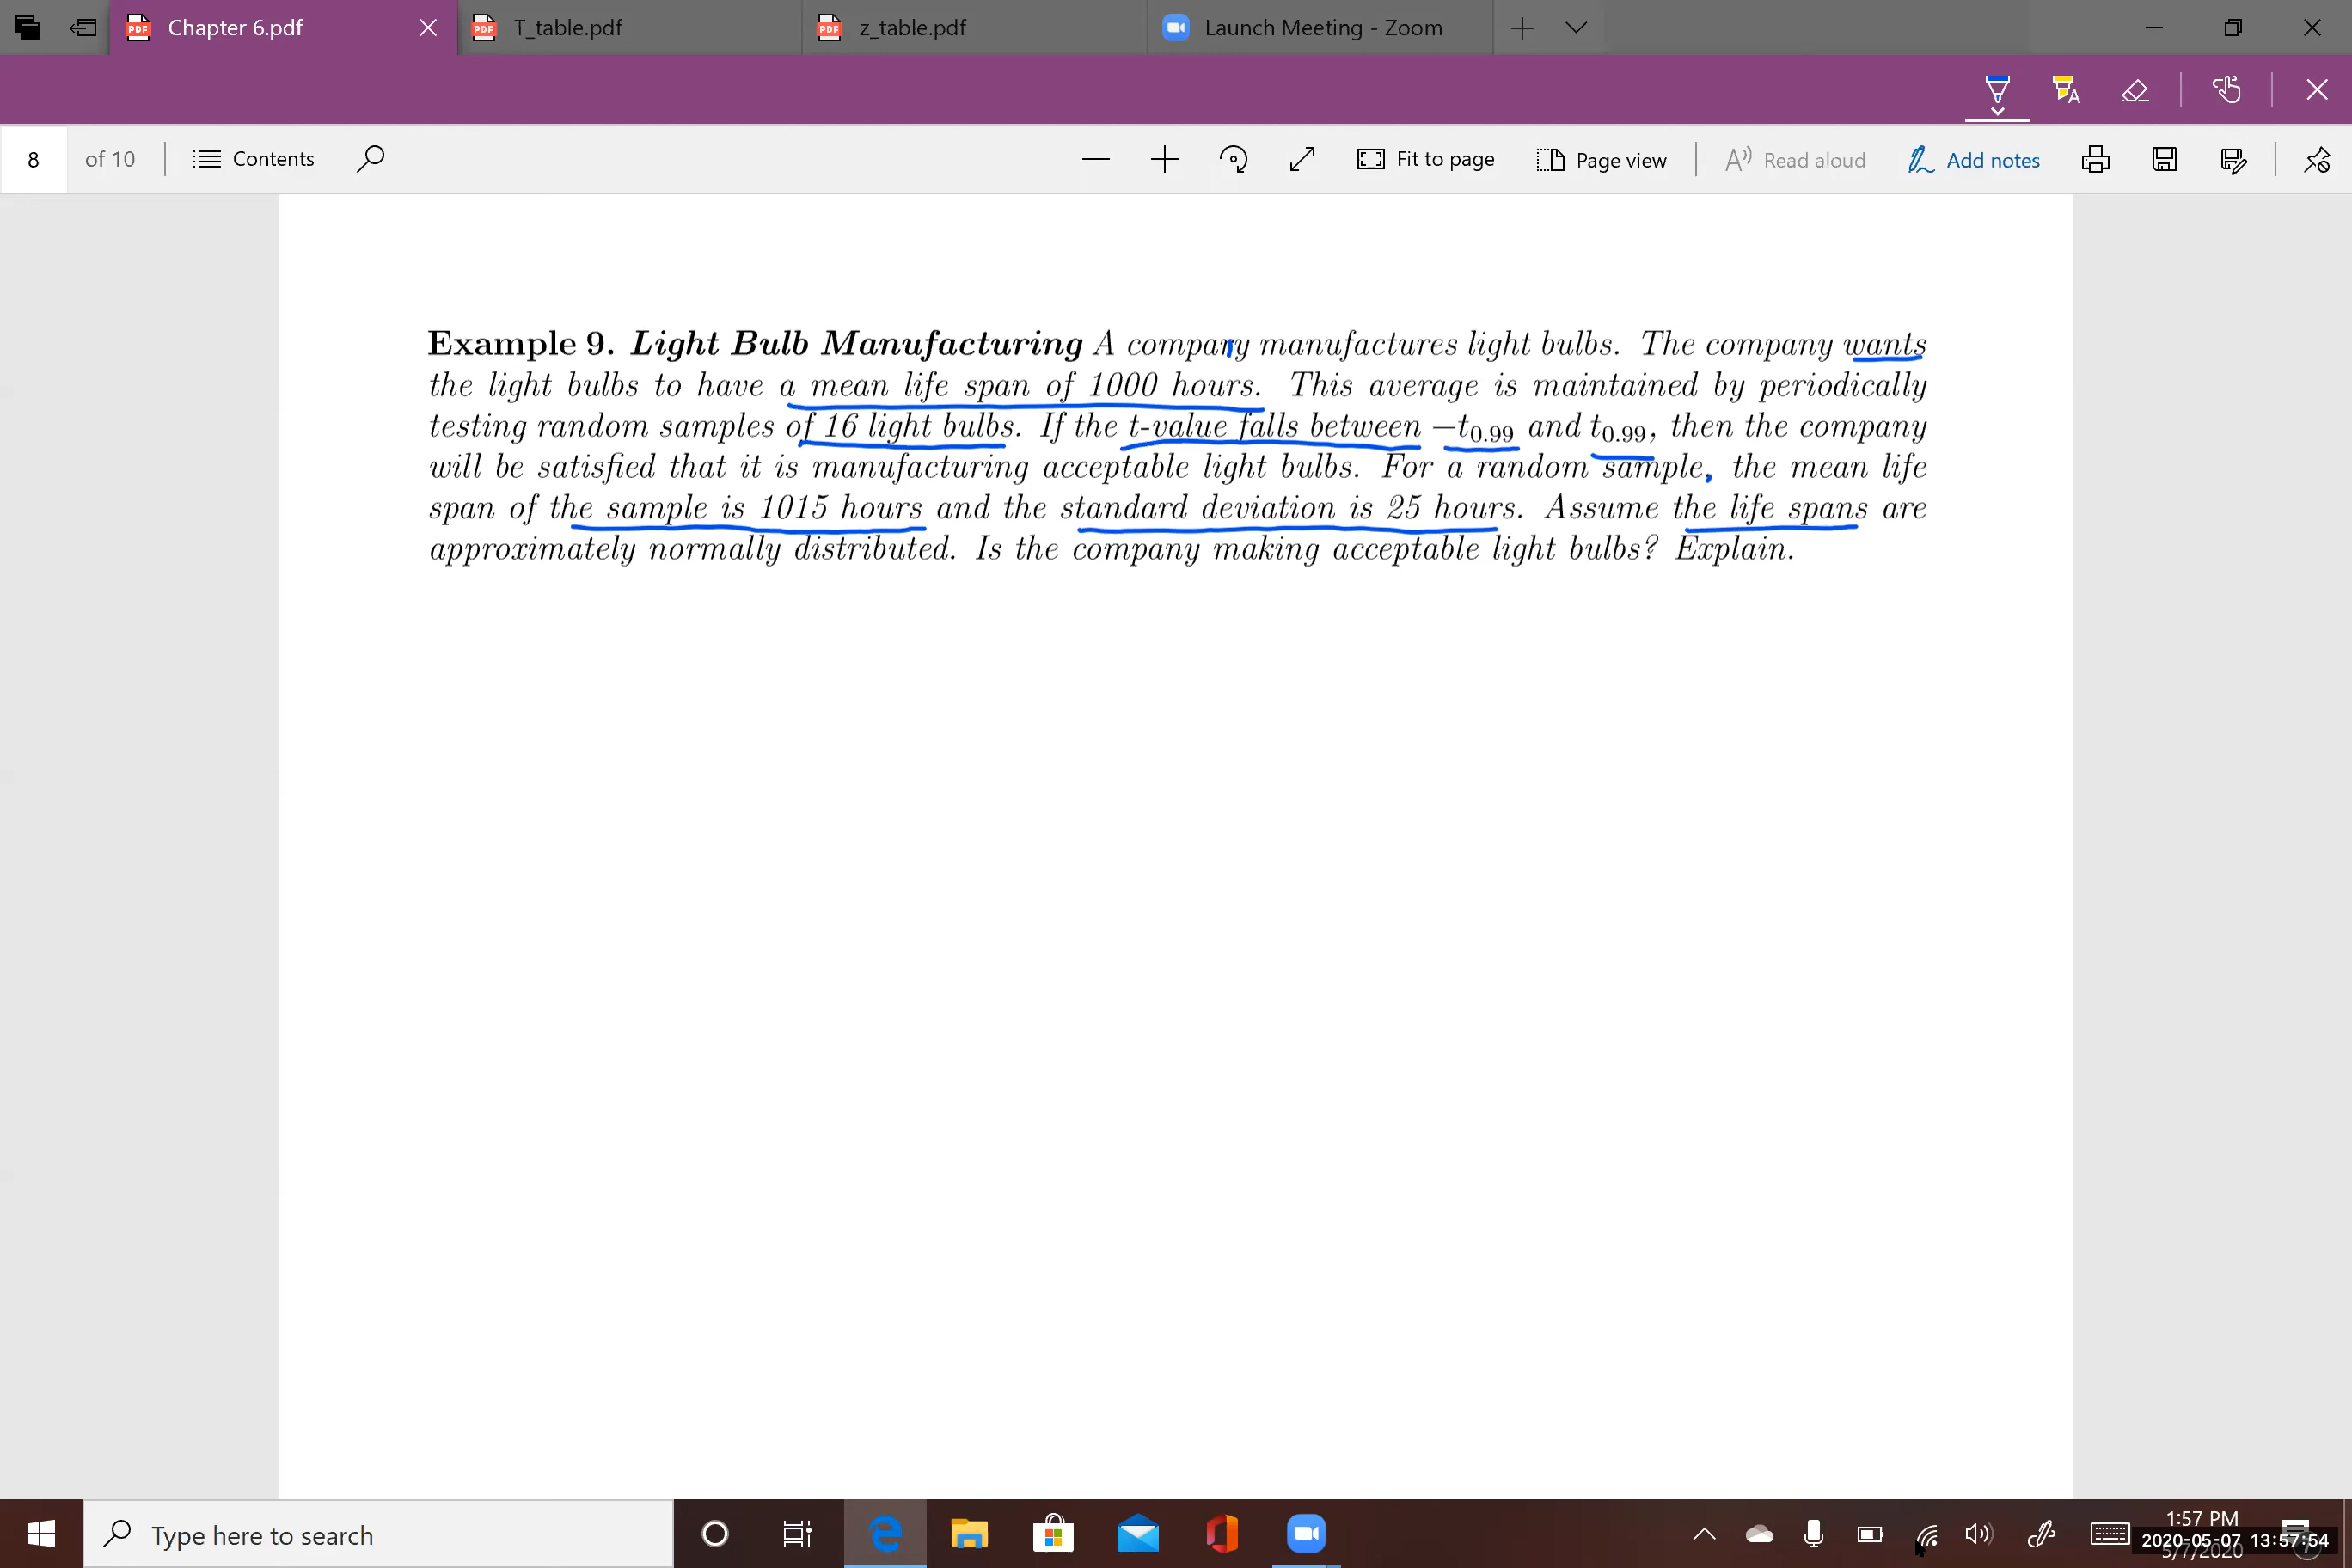 Chapter 6.pdf
T_table.pdf
z_table.pdf
Launch Meeting - Zoom
8 of 10
Contents
Fit to page
Page view
Read aloud
Add notes
Example 9. Light Bulb Manufacturing A company manufactures light bulbs. The company wants
the light bulbs to have a mean life span of 1000 hours. This average is maintained by periodically
testing random samples of 16 light bulbs. If the t-value falls between −t0.99 and t0.99, then the company
will be satisfied that it is manufacturing acceptable light bulbs. For a random sample, the mean life
span of the sample is 1015 hours and the standard deviation is 25 hours. Assume the life spans are
approximately normally distributed. Is the company making acceptable light bulbs? Explain.
Type here to search
1:57 PM
2020-05-07 13:57:54
5/7/2020